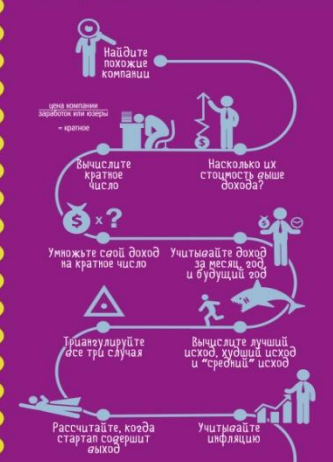 Найдите
похожие
компании
цена компании
заработок или юзеры
= кратное
Насколько их
стоимость выше
дохода?
Вычислите
кратное
число
$ x ?
Умножьте свой доход
на кратное число
Учитывайте доход
за месяц, год,
и будущий год
Вычислите лучший
исход, худший исход
и "средний" исход
Триангулируйте
все три случая
Рассчитайте, когда
стартап совершит
выход
Учитывайте
инфляцию